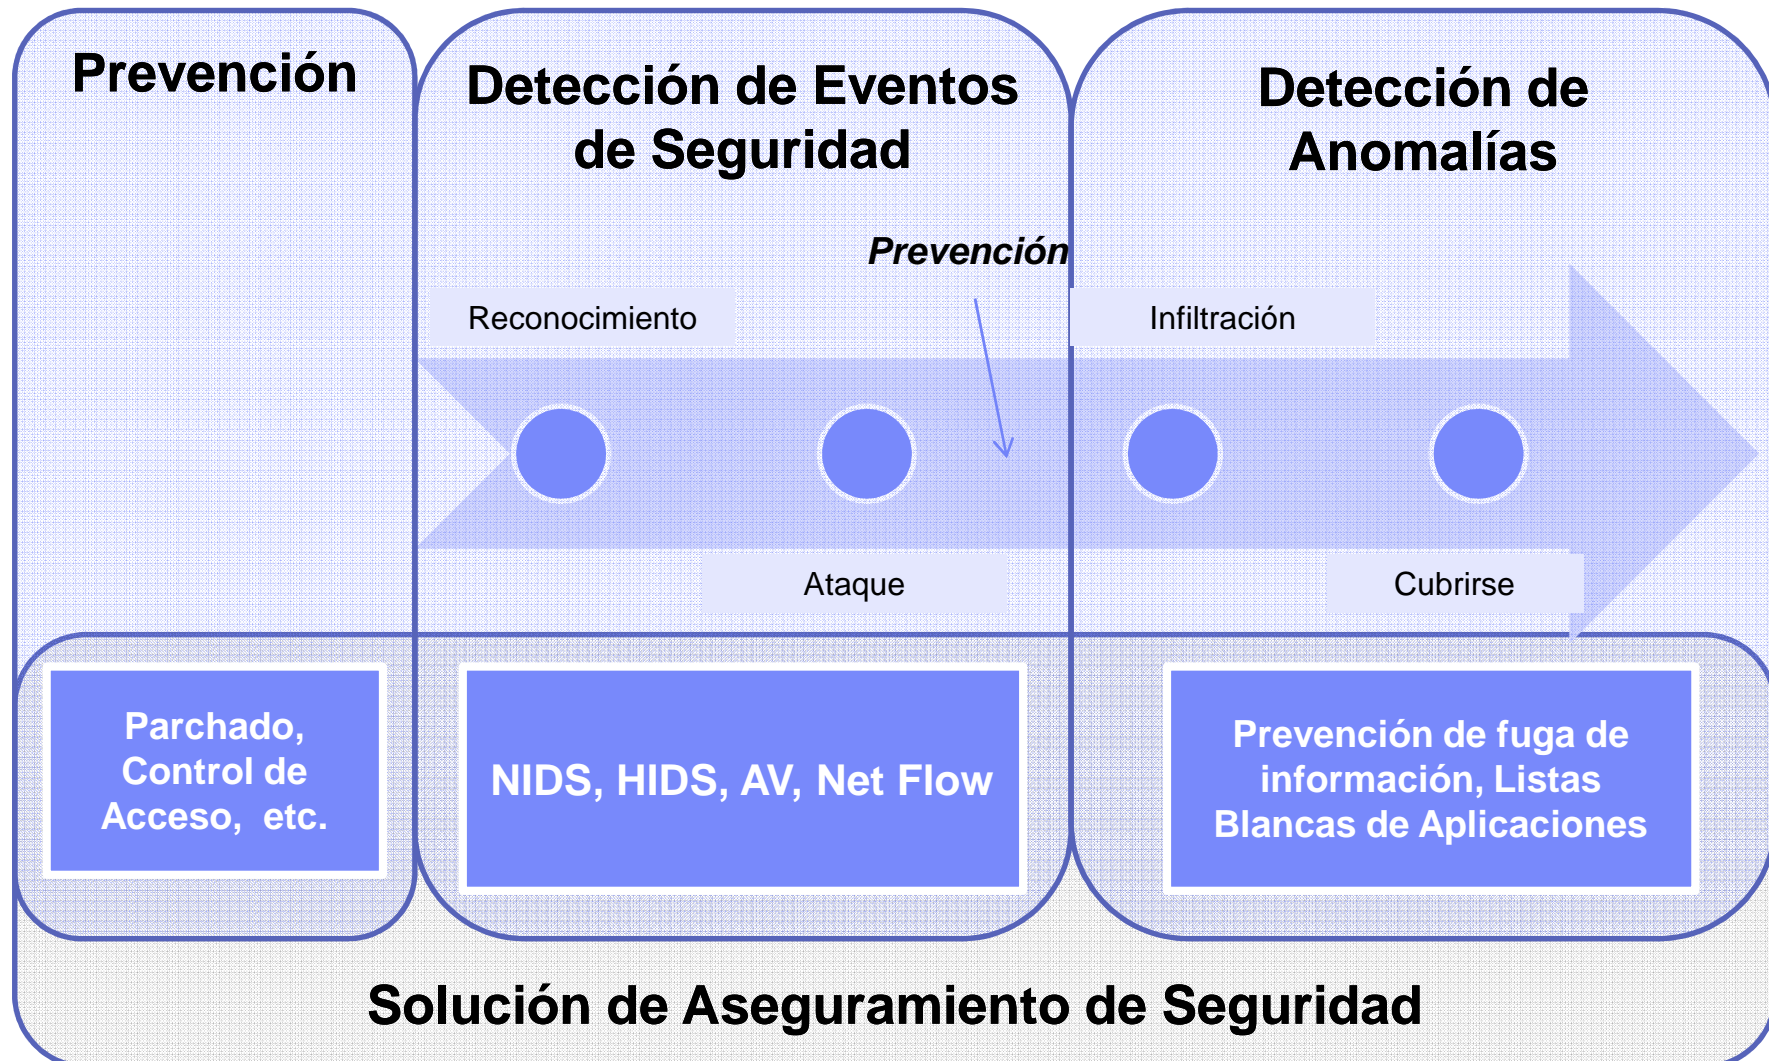 Prevención
Detección de Eventos
de Seguridad
Detección de
Anomalías
Prevención
Reconocimiento
Infiltración
Ataque
Cubrirse
Parchado,
Control de
Acceso, etc.
NIDS, HIDS, AV, Net Flow
Prevención de fuga de
información, Listas
Blancas de Aplicaciones
Solución de Aseguramiento de Seguridad